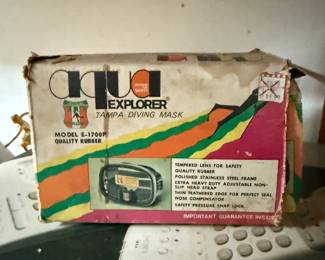 aqua
EXPLORER
TAMPA DIVING MASK
MODEL E-1700P
QUALITY RUBBER
TEMPERED LENS FOR SAFETY
QUALITY RUBBER
POLISHED STAINLESS STEEL FRAME
EXTRA HEAVY DUTY ADJUSTABLE NON-
SLIP HEAD STRAP
THIN FEATHERED EDGE FOR PERFECT SEAL
NOSE COMPENSATOR
SAFETY PRESSURE SNAP LOCK
IMPORTANT GUARANTEE INSIDE